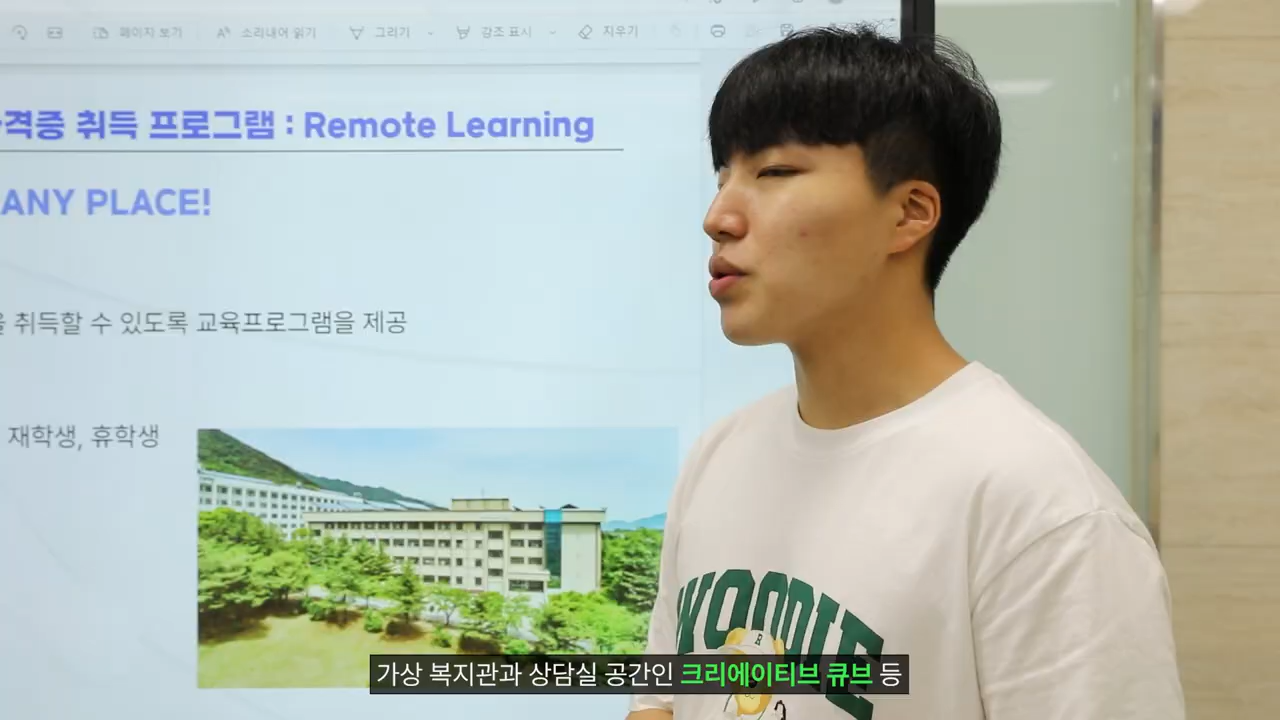 페이지 보기 소리내어 읽기 그리기 강조 표시 지우기
격증 취득 프로그램 : Remote Learning
ANY PLACE!
취득할 수 있도록 교육프로그램을 제공
재학생, 휴학생
WOODIE
R
가상 복지관과 상담실 공간인 크리에이티브 큐브 등